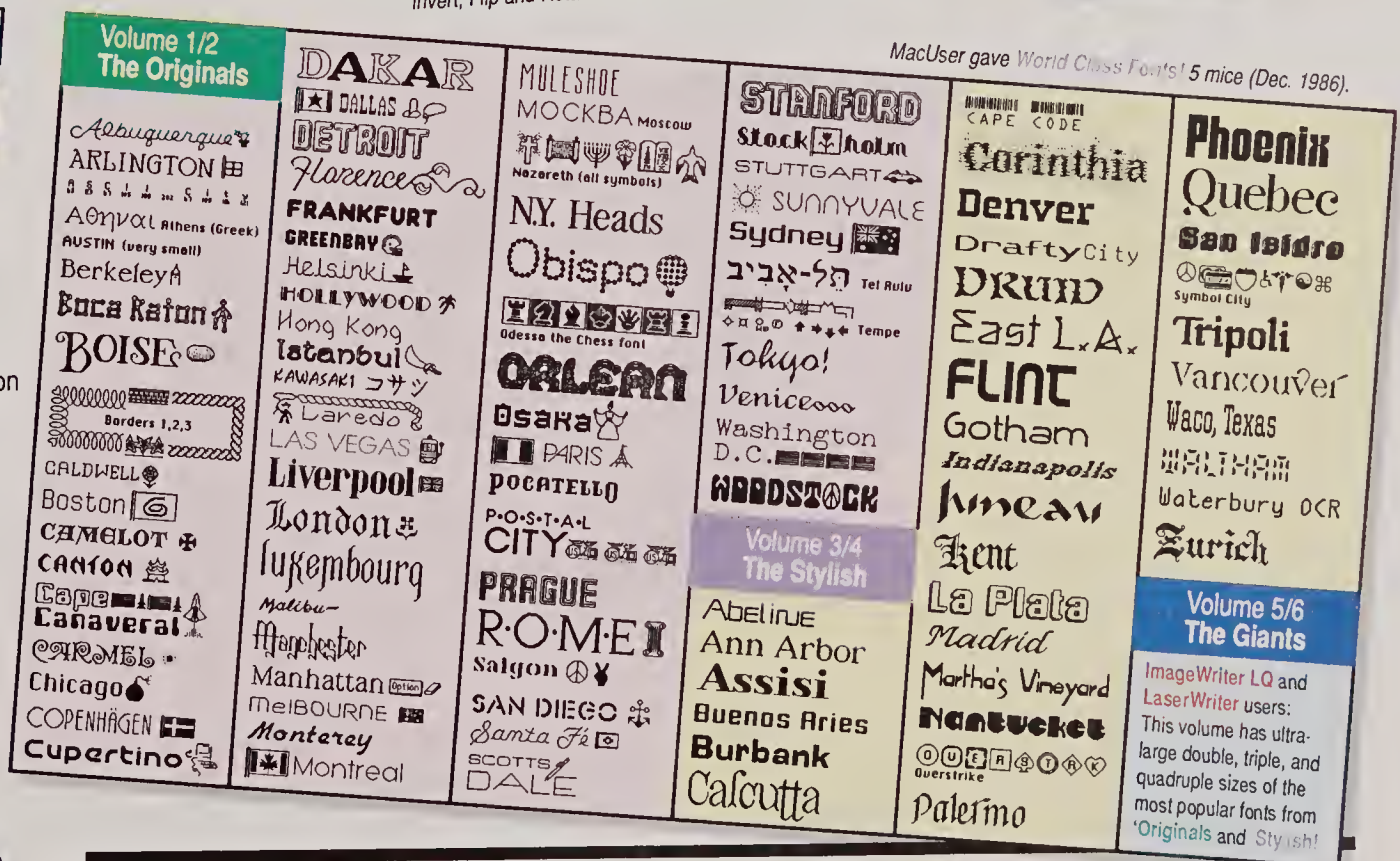 MacUser gave World Class Fonts! 5 mice (Dec. 1986).
Volume 1/2
The Originals
Albuquerque
ARLINGTON
Αθηναι Athens (Greek)
AUSTIN (very small)
Berkeley
Boca Raton
BOISE
Borders 1,2,3
CALDWELL
Boston
CAMELOT
CANYON
Cape
Canaveral
CARMEL
Chicago
COPENHÄGEN
Cupertino
DAKAR
DALLAS
DETROIT
Florence
FRANKFURT
GREENBAY
Helsinki
HOLLYWOOD
Hong Kong
Istanbul
KAWASAKI コサツ
Laredo
LAS VEGAS
Liverpool
London
Luxembourg
Malibu~
Manchester
Manhattan Option
MELBOURNE
Monterey
Montreal
MULESHOE
МОСКВА Moscow
Nazareth (all symbols)
N.Y. Heads
Obispo
Odessa the Chess font
ORLEAN
Osaka
PARIS
POCATELLO
P•O•S•T•A•L
CITY
PRAGUE
R•O•M•E
Saigon
SAN DIEGO
Santa Fé
SCOTTS
DALE
STANFORD
Stockholm
STUTTGART
SUNNYVALE
Sydney
תֵל-אָבִיב Tel Aviv
Tempe
Tokyo!
Venice
Washington
D.C.
WOODSTOCK
Volume 3/4
The Stylish
Abeline
Ann Arbor
Assisi
Buenos Aries
Burbank
Calcutta
CAPE CODE
Corinthia
Denver
Drafty City
DRUID
East L.A.
FLINT
Gotham
Indianapolis
Juneau
Kent
La Plata
Madrid
Martha's Vineyard
Nantucket
OVERSTRK
Overstrike
Palermo
Phoenix
Quebec
San Isidro
Symbol City
Tripoli
Vancouver
Waco, Texas
WALTHAM
Waterbury OCR
Zurich
Volume 5/6
The Giants
ImageWriter LQ and
LaserWriter users:
This volume has ultra-
large double, triple, and
quadruple sizes of the
most popular fonts from
'Originals and Stylish!